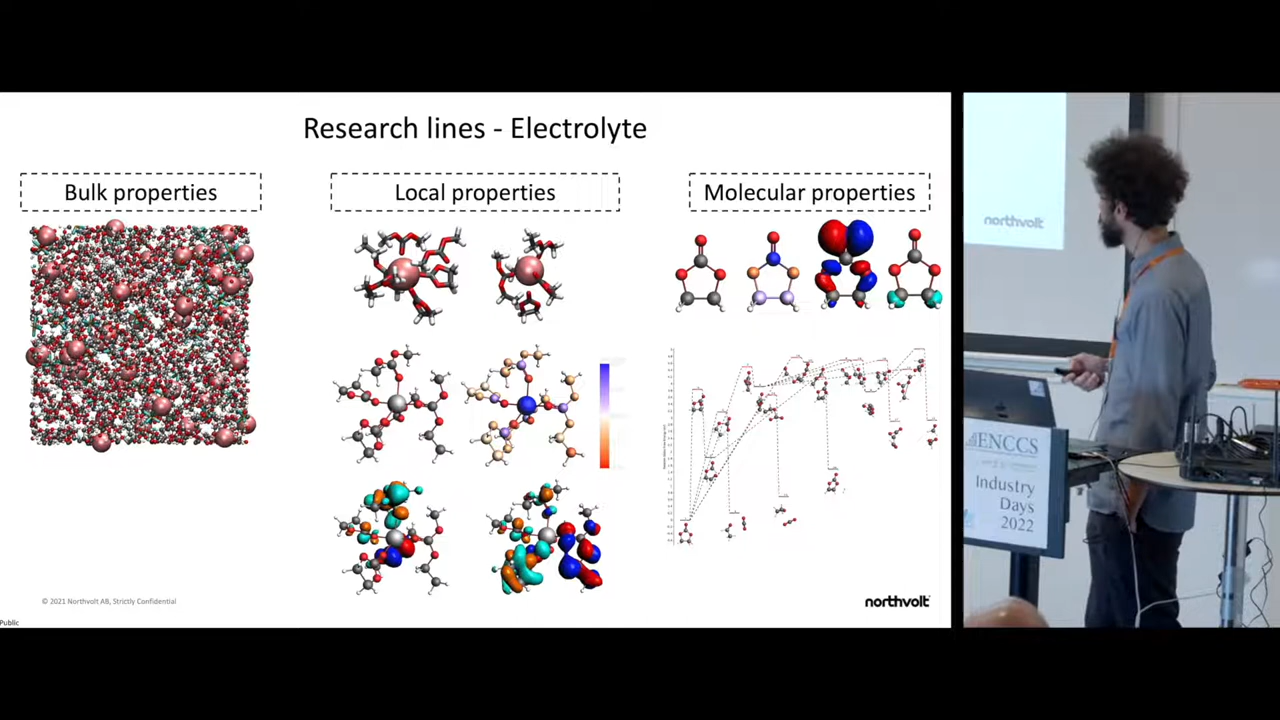 Research lines - Electrolyte
Bulk properties
Local properties
Molecular properties
© 2021 Northvolt AB, Strictly Confidential
northvolt
Public
northvolt
ENCCS
Industry
Days
2022